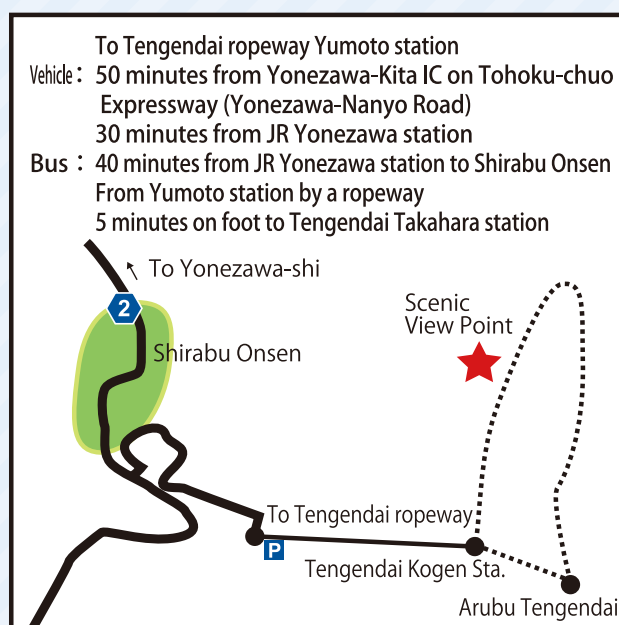 To Tengendai ropeway Yumoto station
Vehicle : 50 minutes from Yonezawa-Kita IC on Tohoku-chuo
Expressway (Yonezawa-Nanyo Road)
30 minutes from JR Yonezawa station
Bus : 40 minutes from JR Yonezawa station to Shirabu Onsen
From Yumoto station by a ropeway
5 minutes on foot to Tengendai Takahara station
To Yonezawa-shi
2
Scenic
View Point
Shirabu Onsen
To Tengendai ropeway
P
Tengendai Kogen Sta.
Arubu Tengendai